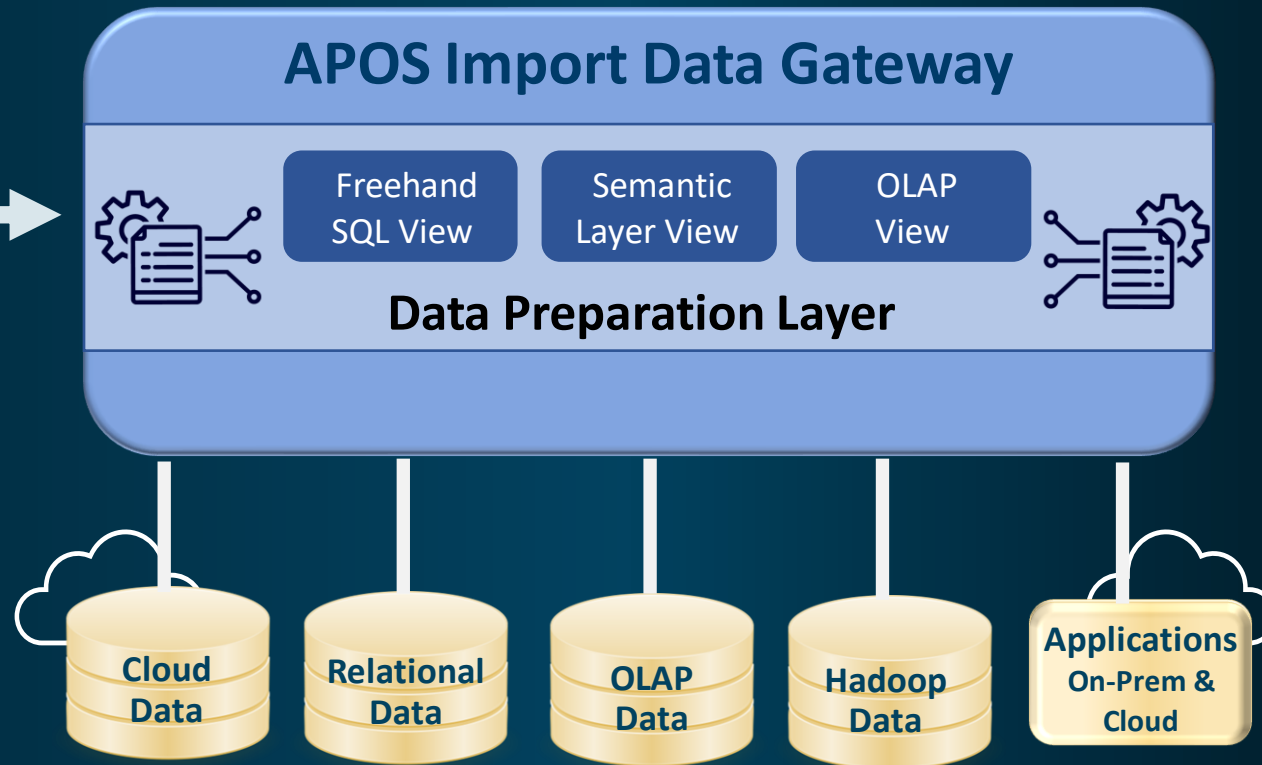 APOS Import Data Gateway
Freehand
SQL View
Semantic
Layer View
OLAP
View
Data Preparation Layer
Cloud
Data
Relational
Data
OLAP
Data
Hadoop
Data
Applications
On-Prem &
Cloud